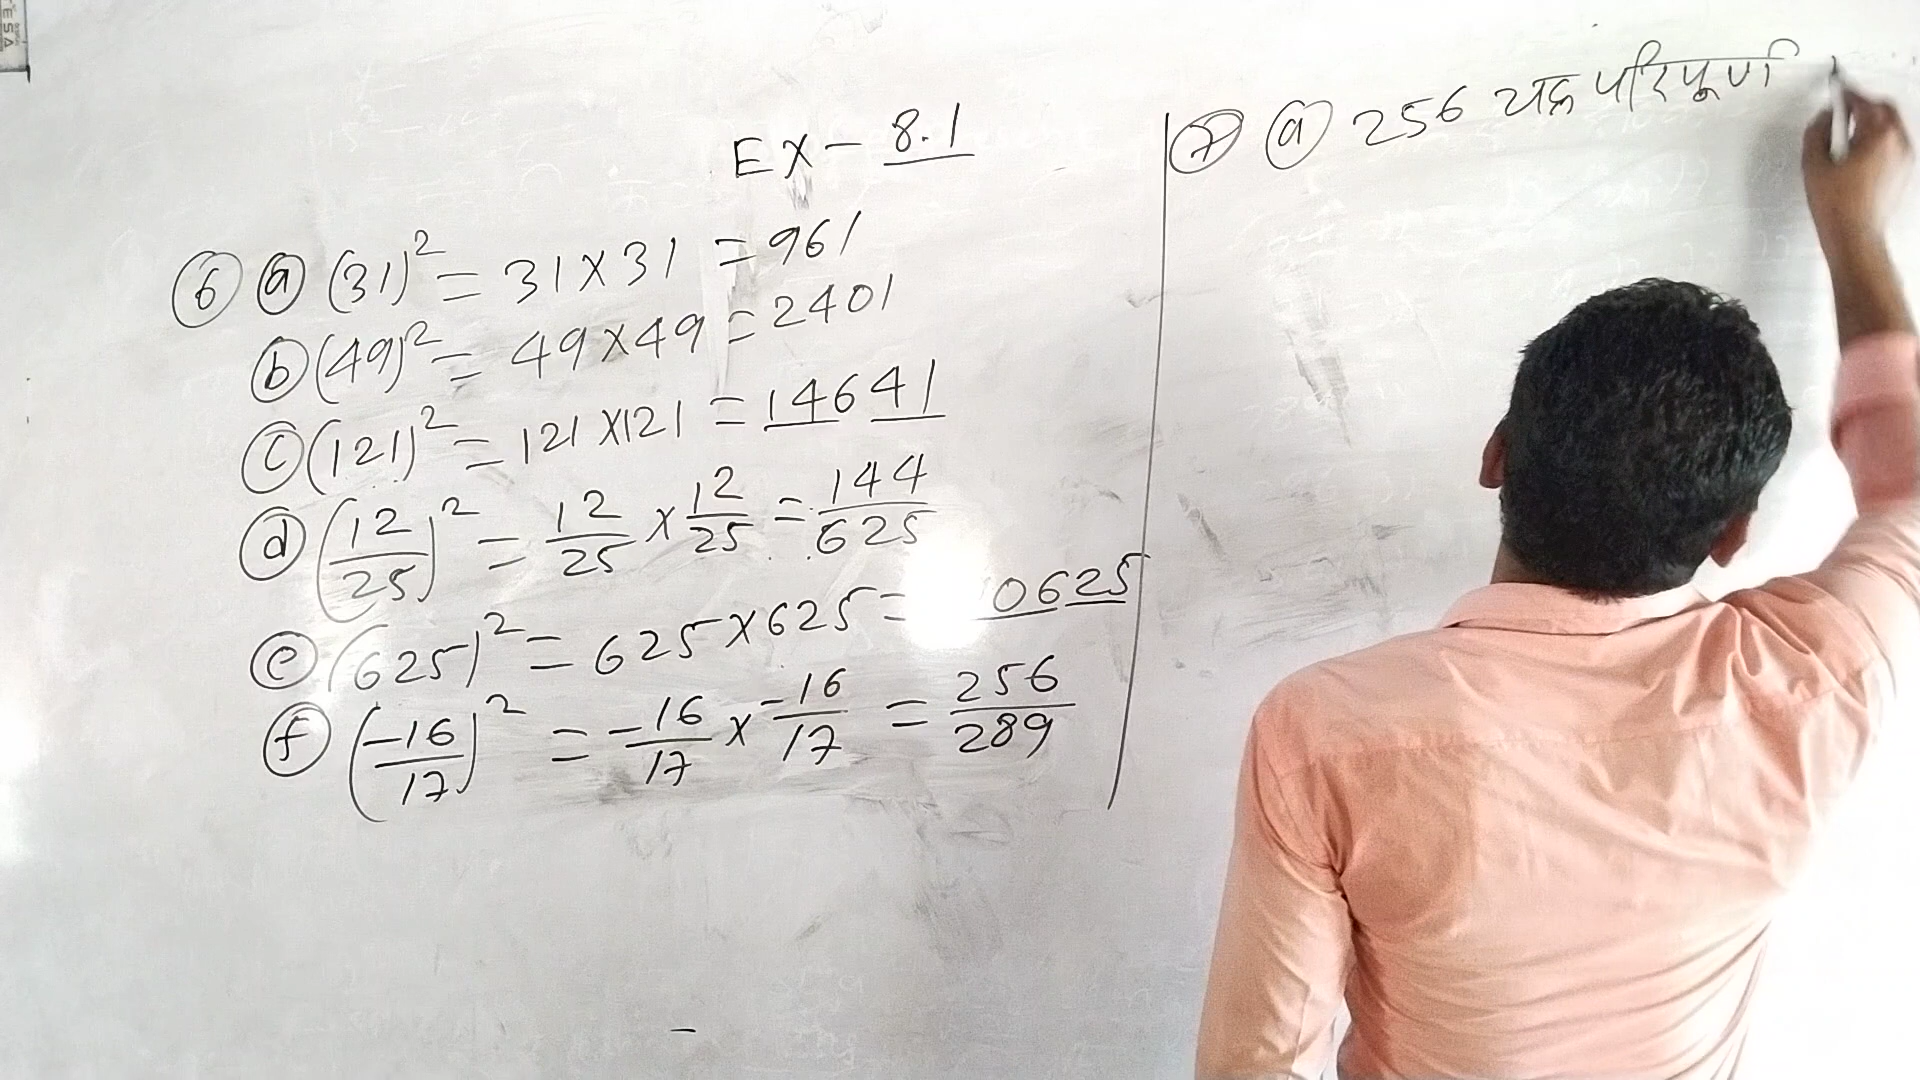 EX - 8.1
6 a (31)² = 31 x 31 = 961
b (49)² = 49 x 49 = 2401
c (121)² = 121 x 121 = 14641
d (12/25)² = 12/25 x 12/25 = 144/625
e (625)² = 625 x 625 = 0625
f (-16/17)² = -16/17 x -16/17 = 256/289
7 a 256 परिपूर्ण